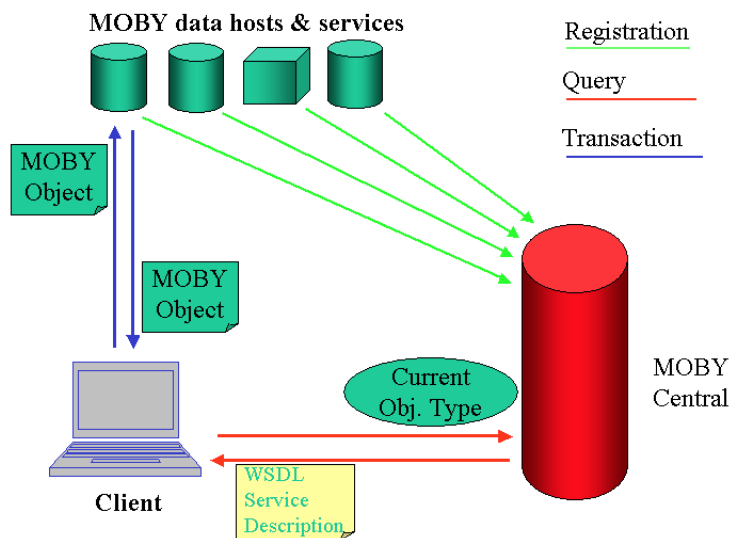 MOBY data hosts & services
Registration
Query
Transaction
MOBY
Object
MOBY
Object
Current
Obj. Type
MOBY
Central
WSDL
Service
Description
Client